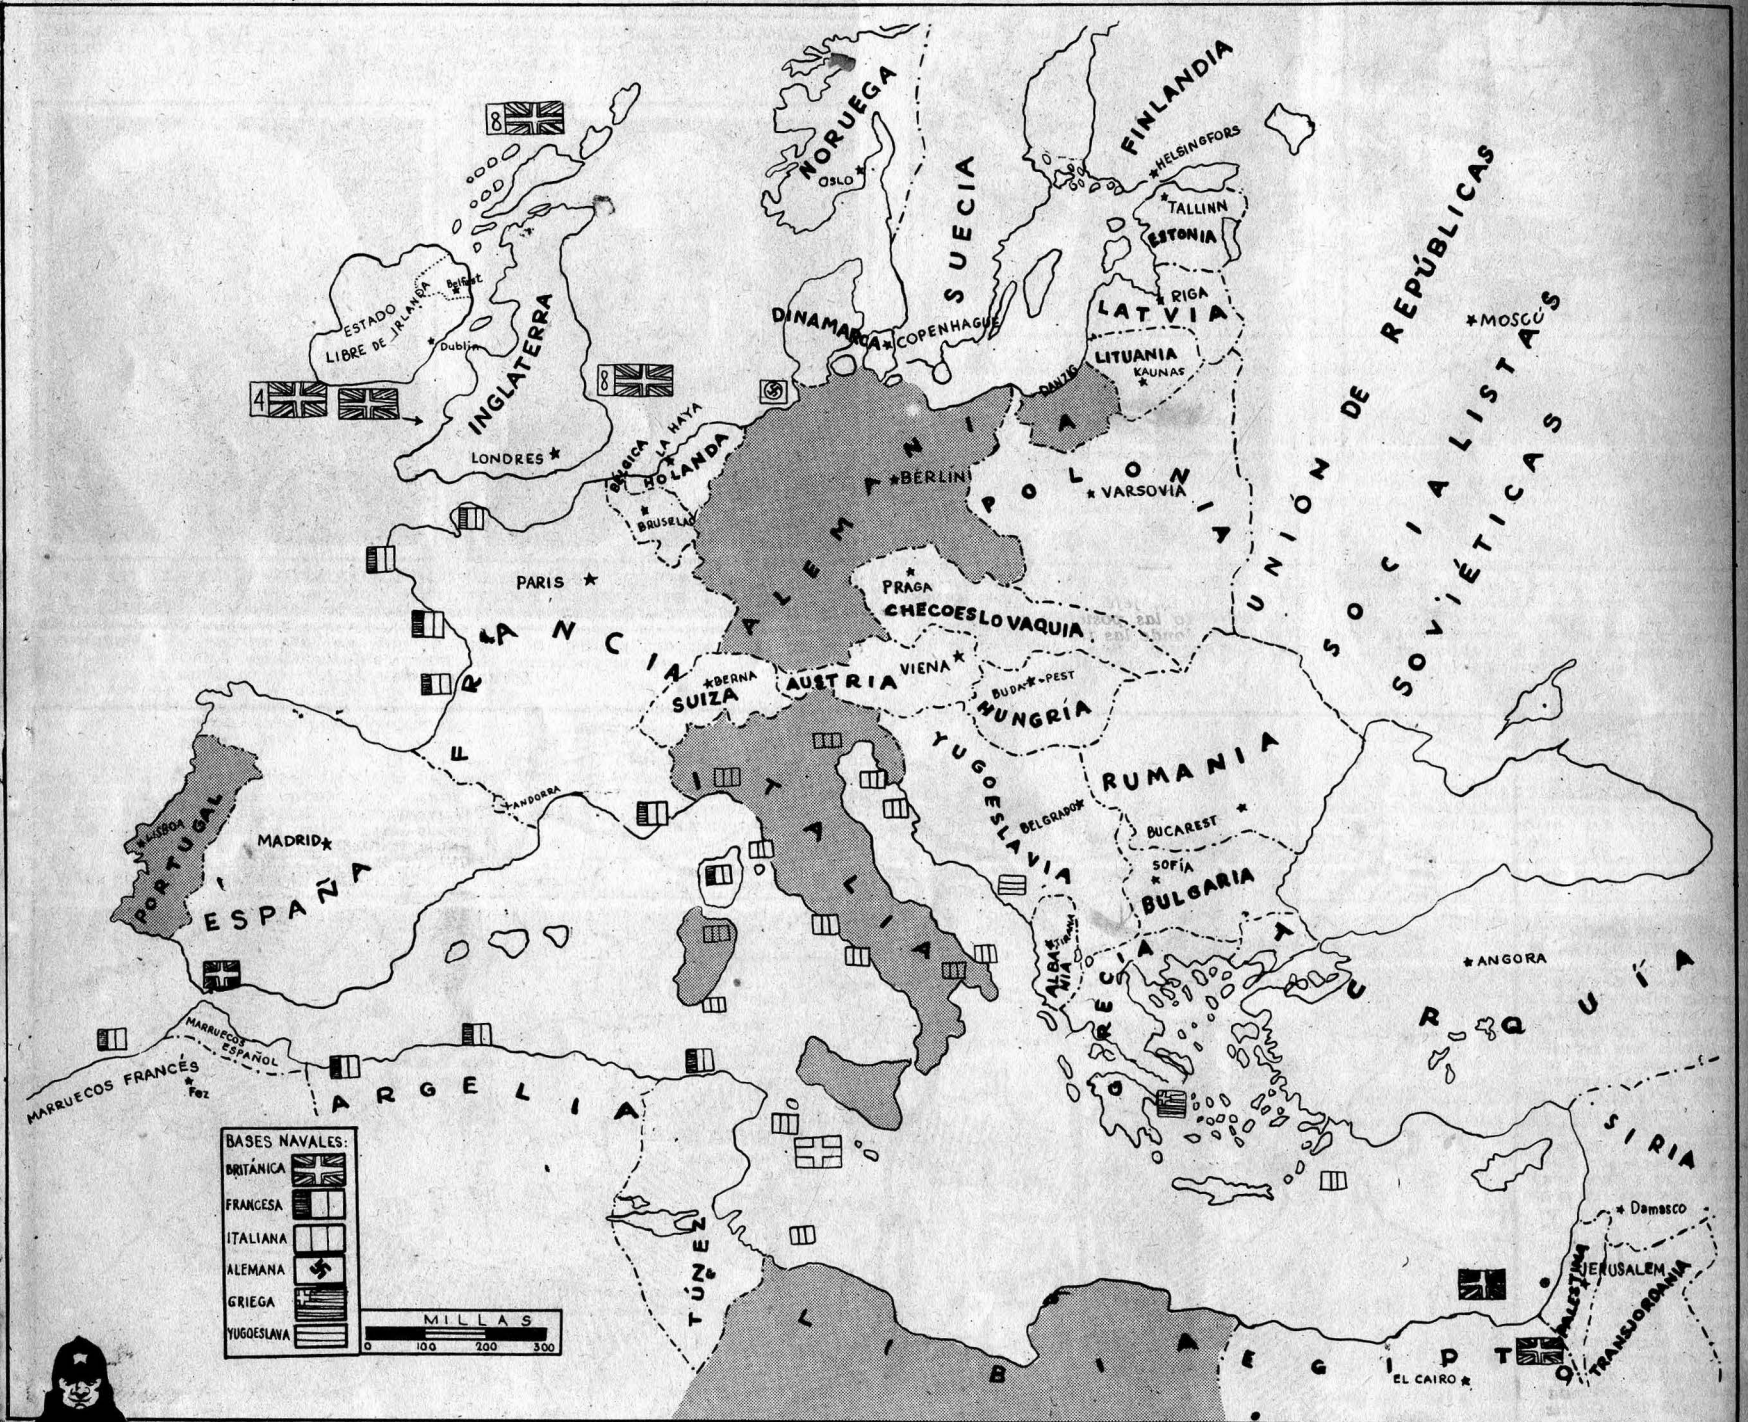 NORUEGA
OSLO
SUECIA
FINLANDIA
HELSINGFORS
TALLINN
ESTONIA
RIGA
LATVIA
LITUANIA
KAUNAS
DANZIG
8
ESTADO
LIBRE DE IRLANDA
Belfast
Dublin
INGLATERRA
LONDRES
4
8
DINAMARCA
COPENHAGUE
UNIÓN DE REPÚBLICAS
SOCIALISTAS
SOVIÉTICAS
MOSCÚ
BÉLGICA
LA HAYA
HOLANDA
BRUSELAS
ALEMANIA
A
BERLÍN
POLONIA
VARSOVIA
PARIS
FRANCIA
PRAGA
CHECOESLOVAQUIA
BERNA
SUIZA
AUSTRIA
VIENA
BUDA-PEST
HUNGRÍA
YUGOESLAVIA
BELGRADO
RUMANIA
BUCAREST
SOFÍA
BULGARIA
ANDORRA
LISBOA
PORTUGAL
MADRID
ESPAÑA
ITALIA
ALBANIA
TIRANA
GRECIA
TURQUÍA
ANGORA
MARRUECOS
ESPAÑOL
MARRUECOS FRANCÉS
Fez
ARGELIA
TÚNEZ
SIRIA
Damasco
JERUSALEM
PALESTINA
TRANSJORDANIA
LIBIA
EGIPTO
EL CAIRO
BASES NAVALES:
BRITÁNICA
FRANCESA
ITALIANA
ALEMANA
GRIEGA
YUGOESLAVA
MILLAS
0 100 200 300